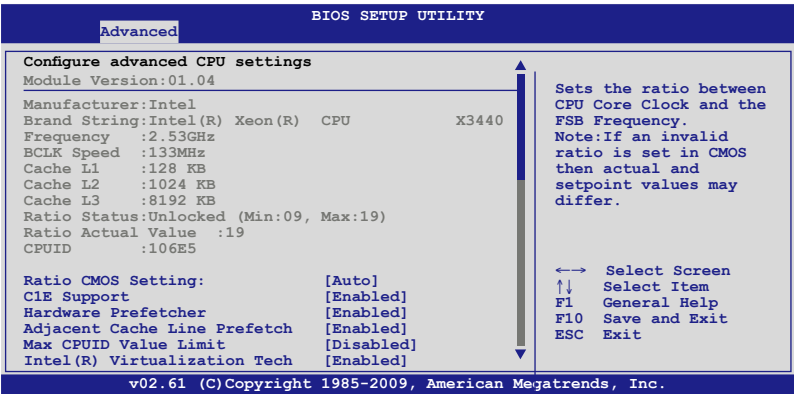 BIOS SETUP UTILITY
Advanced
Configure advanced CPU settings
Module Version:01.04
Manufacturer:Intel
Brand String:Intel(R) Xeon(R) CPU X3440
Frequency :2.53GHz
BCLK Speed :133MHz
Cache L1 :128 KB
Cache L2 :1024 KB
Cache L3 :8192 KB
Ratio Status:Unlocked (Min:09, Max:19)
Ratio Actual Value :19
CPUID :106E5
Ratio CMOS Setting: [Auto]
C1E Support [Enabled]
Hardware Prefetcher [Enabled]
Adjacent Cache Line Prefetch [Enabled]
Max CPUID Value Limit [Disabled]
Intel(R) Virtualization Tech [Enabled]
Sets the ratio between
CPU Core Clock and the
FSB Frequency.
Note:If an invalid
ratio is set in CMOS
then actual and
setpoint values may
differ.
←→ Select Screen
↑↓ Select Item
F1 General Help
F10 Save and Exit
ESC Exit
v02.61 (C)Copyright 1985-2009, American Megatrends, Inc.